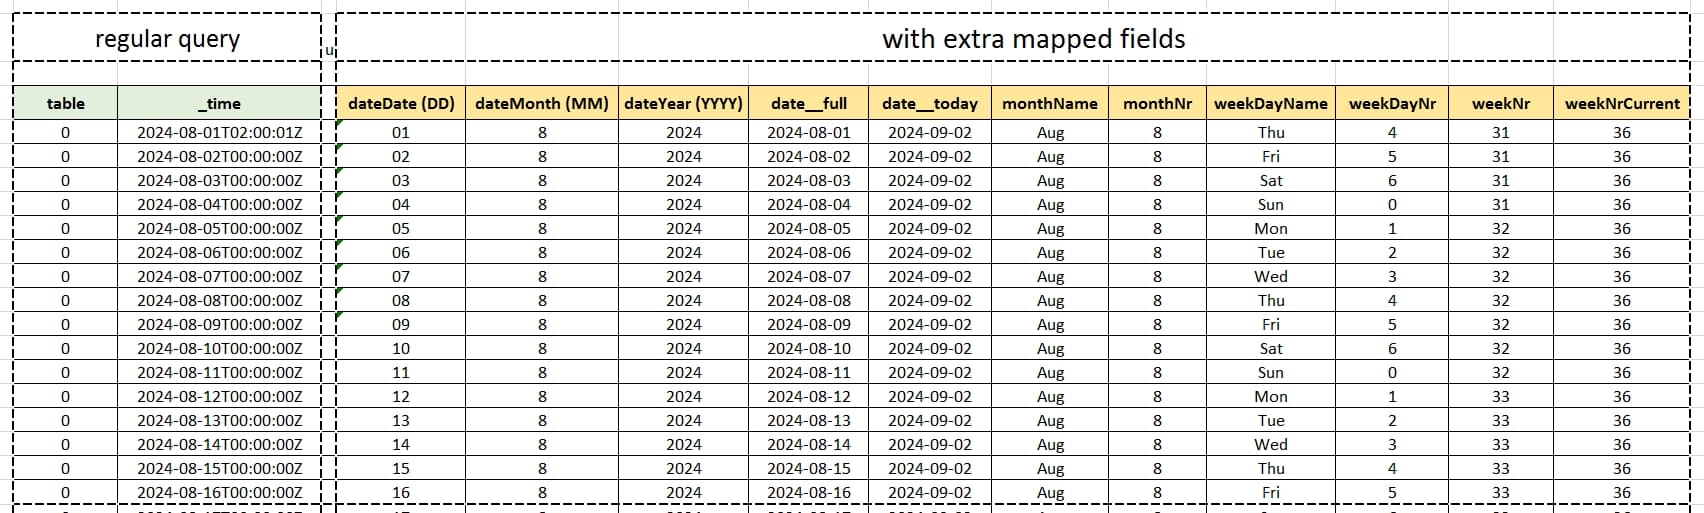 regular query u with extra mapped fields
table _time dateDate (DD) dateMonth (MM) dateYear (YYYY) date__full date__today monthName monthNr weekDayName weekDayNr weekNr weekNrCurrent
0 2024-08-01T02:00:01Z 01 8 2024 2024-08-01 2024-09-02 Aug 8 Thu 4 31 36
0 2024-08-02T00:00:00Z 02 8 2024 2024-08-02 2024-09-02 Aug 8 Fri 5 31 36
0 2024-08-03T00:00:00Z 03 8 2024 2024-08-03 2024-09-02 Aug 8 Sat 6 31 36
0 2024-08-04T00:00:00Z 04 8 2024 2024-08-04 2024-09-02 Aug 8 Sun 0 31 36
0 2024-08-05T00:00:00Z 05 8 2024 2024-08-05 2024-09-02 Aug 8 Mon 1 32 36
0 2024-08-06T00:00:00Z 06 8 2024 2024-08-06 2024-09-02 Aug 8 Tue 2 32 36
0 2024-08-07T00:00:00Z 07 8 2024 2024-08-07 2024-09-02 Aug 8 Wed 3 32 36
0 2024-08-08T00:00:00Z 08 8 2024 2024-08-08 2024-09-02 Aug 8 Thu 4 32 36
0 2024-08-09T00:00:00Z 09 8 2024 2024-08-09 2024-09-02 Aug 8 Fri 5 32 36
0 2024-08-10T00:00:00Z 10 8 2024 2024-08-10 2024-09-02 Aug 8 Sat 6 32 36
0 2024-08-11T00:00:00Z 11 8 2024 2024-08-11 2024-09-02 Aug 8 Sun 0 32 36
0 2024-08-12T00:00:00Z 12 8 2024 2024-08-12 2024-09-02 Aug 8 Mon 1 33 36
0 2024-08-13T00:00:00Z 13 8 2024 2024-08-13 2024-09-02 Aug 8 Tue 2 33 36
0 2024-08-14T00:00:00Z 14 8 2024 2024-08-14 2024-09-02 Aug 8 Wed 3 33 36
0 2024-08-15T00:00:00Z 15 8 2024 2024-08-15 2024-09-02 Aug 8 Thu 4 33 36
0 2024-08-16T00:00:00Z 16 8 2024 2024-08-16 2024-09-02 Aug 8 Fri 5 33 36